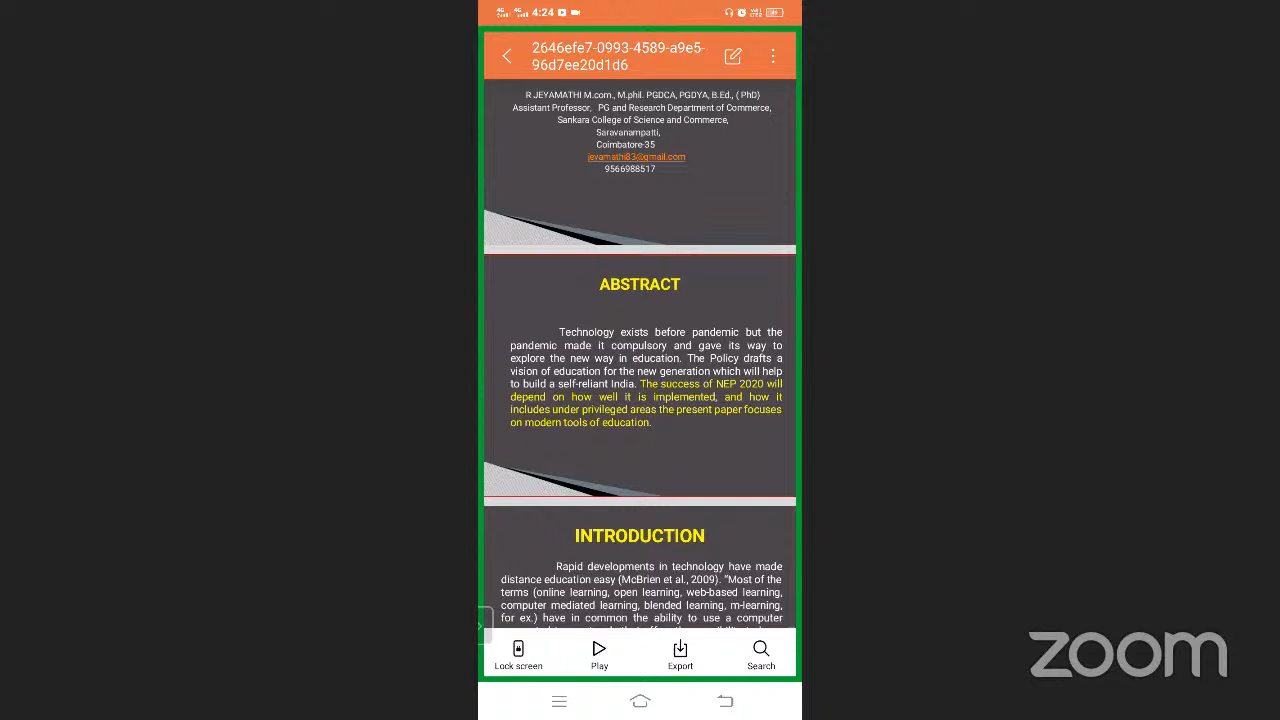 4G 4G 4:24
2646efe7-0993-4589-a9e5-
96d7ee20d1d6
R JEYAMATHI M.com., M.phil. PGDCA, PGDYA, B.Ed., ( PhD)
Assistant Professor, PG and Research Department of Commerce,
Sankara College of Science and Commerce,
Saravanampatti,
Coimbatore-35
jeyamathi83@gmail.com
9566988517
ABSTRACT
Technology exists before pandemic but the
pandemic made it compulsory and gave its way to
explore the new way in education. The Policy drafts a
vision of education for the new generation which will help
to build a self-reliant India. The success of NEP 2020 will
depend on how well it is implemented, and how it
includes under privileged areas the present paper focuses
on modern tools of education.
INTRODUCTION
Rapid developments in technology have made
distance education easy (McBrien et al., 2009). “Most of the
terms (online learning, open learning, web-based learning,
computer mediated learning, blended learning, m-learning,
for ex.) have in common the ability to use a computer
Lock screen
Play
Export
Search
zoom